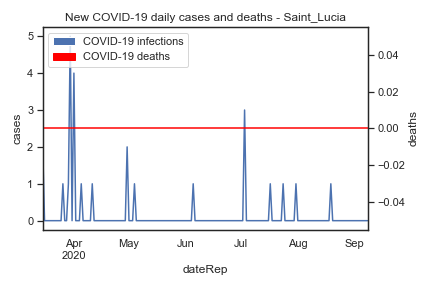 New COVID-19 daily cases and deaths - Saint_Lucia
COVID-19 infections
COVID-19 deaths
5
4
3
2
1
0
cases
0.04
0.02
0.00
−0.02
−0.04
deaths
Apr May Jun Jul Aug Sep
2020
dateRep